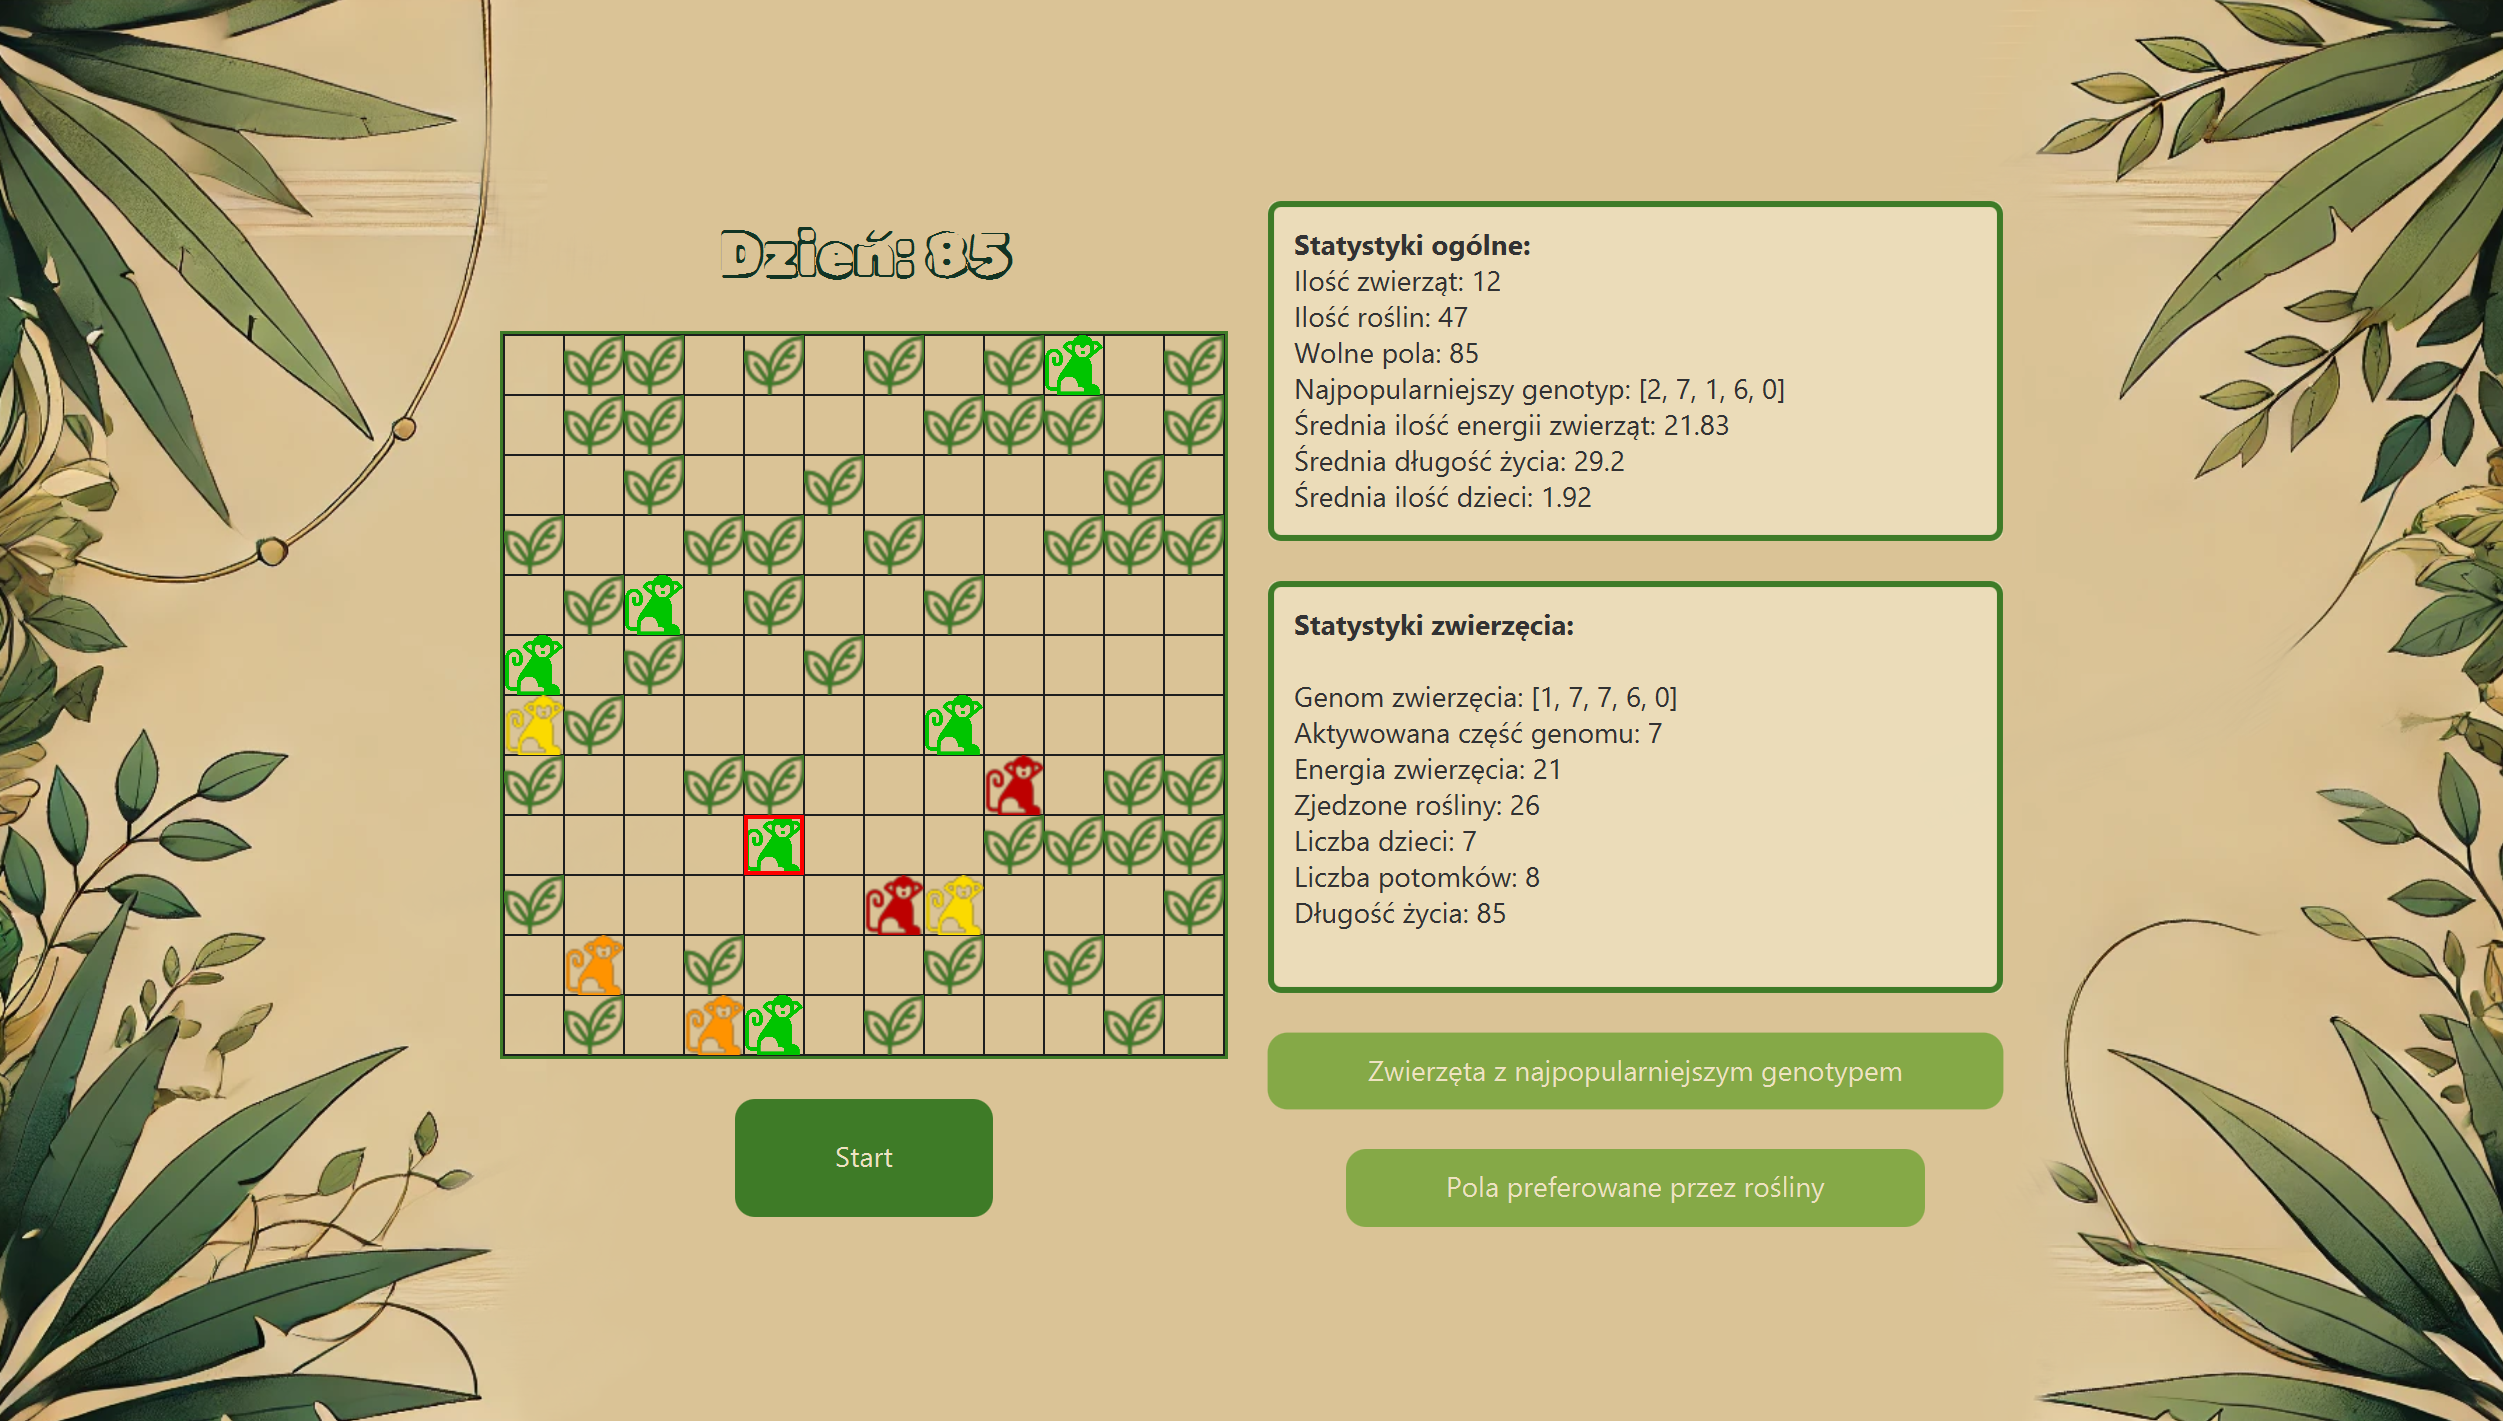 Dzień: 85
Statystyki ogólne:
Ilość zwierząt: 12
Ilość roślin: 47
Wolne pola: 85
Najpopularniejszy genotyp: [2, 7, 1, 6, 0]
Średnia ilość energii zwierząt: 21.83
Średnia długość życia: 29.2
Średnia ilość dzieci: 1.92
Statystyki zwierzęcia:
Genom zwierzęcia: [1, 7, 7, 6, 0]
Aktywowana część genomu: 7
Energia zwierzęcia: 21
Zjedzone rośliny: 26
Liczba dzieci: 7
Liczba potomków: 8
Długość życia: 85
Zwierzęta z najpopularniejszym genotypem
Start
Pola preferowane przez rośliny